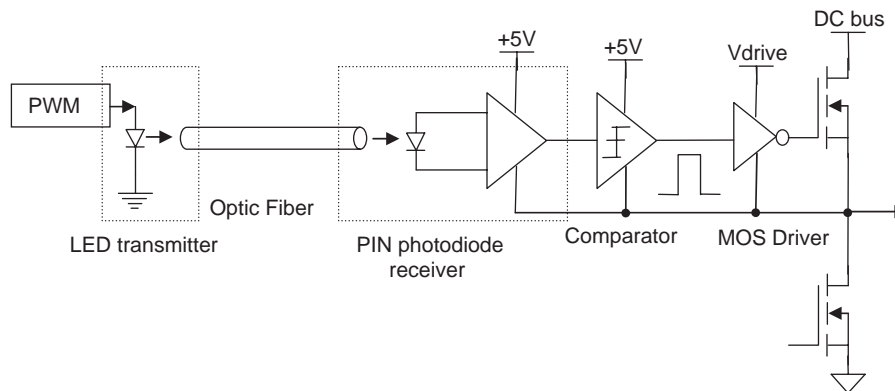 DC bus
+5V
+5V
Vdrive
PWM
Optic Fiber
LED transmitter
PIN photodiode
receiver
Comparator
MOS Driver